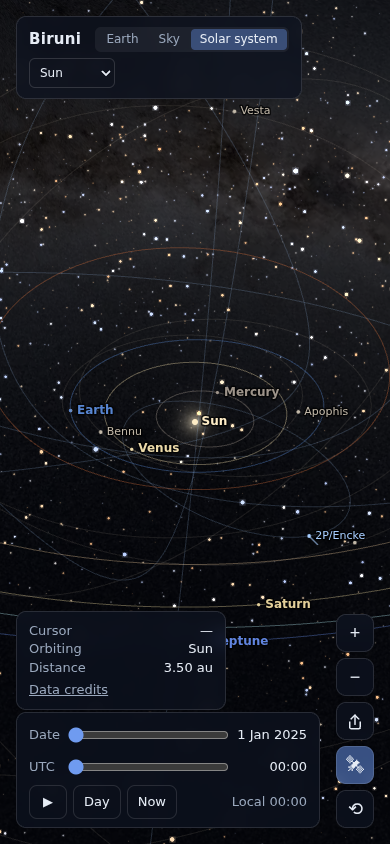 Biruni Earth Sky Solar system
Sun
Vesta
Mercury
Earth
Apophis
Sun
Bennu
Venus
2P/Encke
Saturn
Cursor —
eptune
Orbiting Sun
Distance 3.50 au
Data credits
+
−
Date 1 Jan 2025
UTC 00:00
Day Now Local 00:00